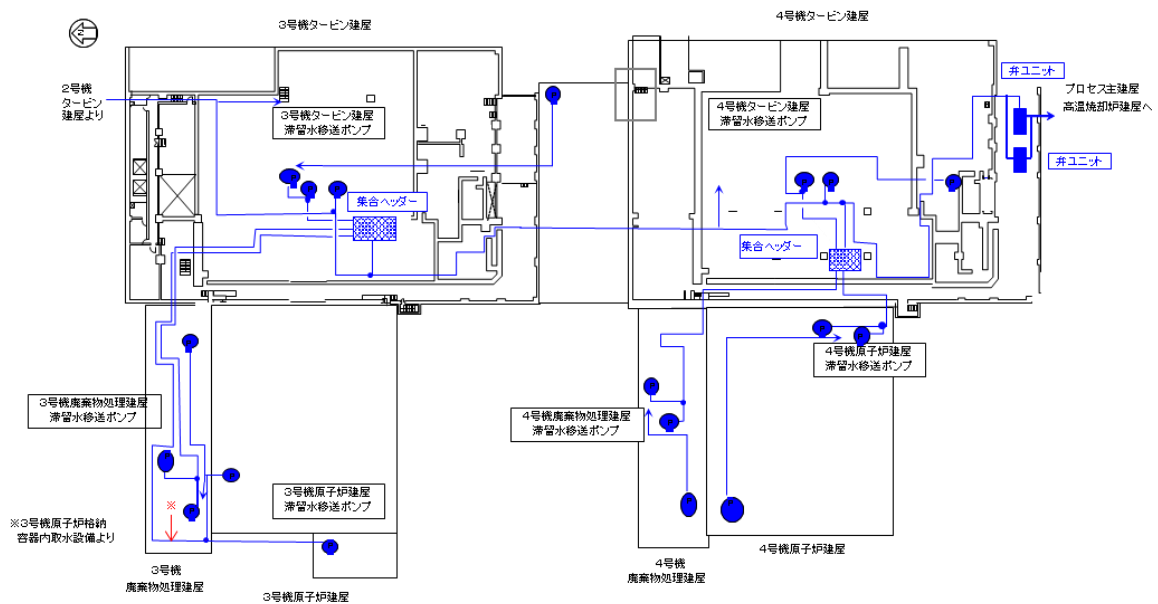 3号機タービン建屋
4号機タービン建屋
N
2号機
タービン
建屋より
3号機タービン建屋
滞留水移送ポンプ
4号機タービン建屋
滞留水移送ポンプ
弁ユニット
プロセス主建屋
高温焼却炉建屋へ
弁ユニット
集合ヘッダー
集合ヘッダー
3号機廃棄物処理建屋
滞留水移送ポンプ
4号機原子炉建屋
滞留水移送ポンプ
4号機廃棄物処理建屋
滞留水移送ポンプ
3号機原子炉建屋
滞留水移送ポンプ
※
※3号機原子炉格納
容器内取水設備より
3号機
廃棄物処理建屋
3号機原子炉建屋
4号機
廃棄物処理建屋
4号機原子炉建屋